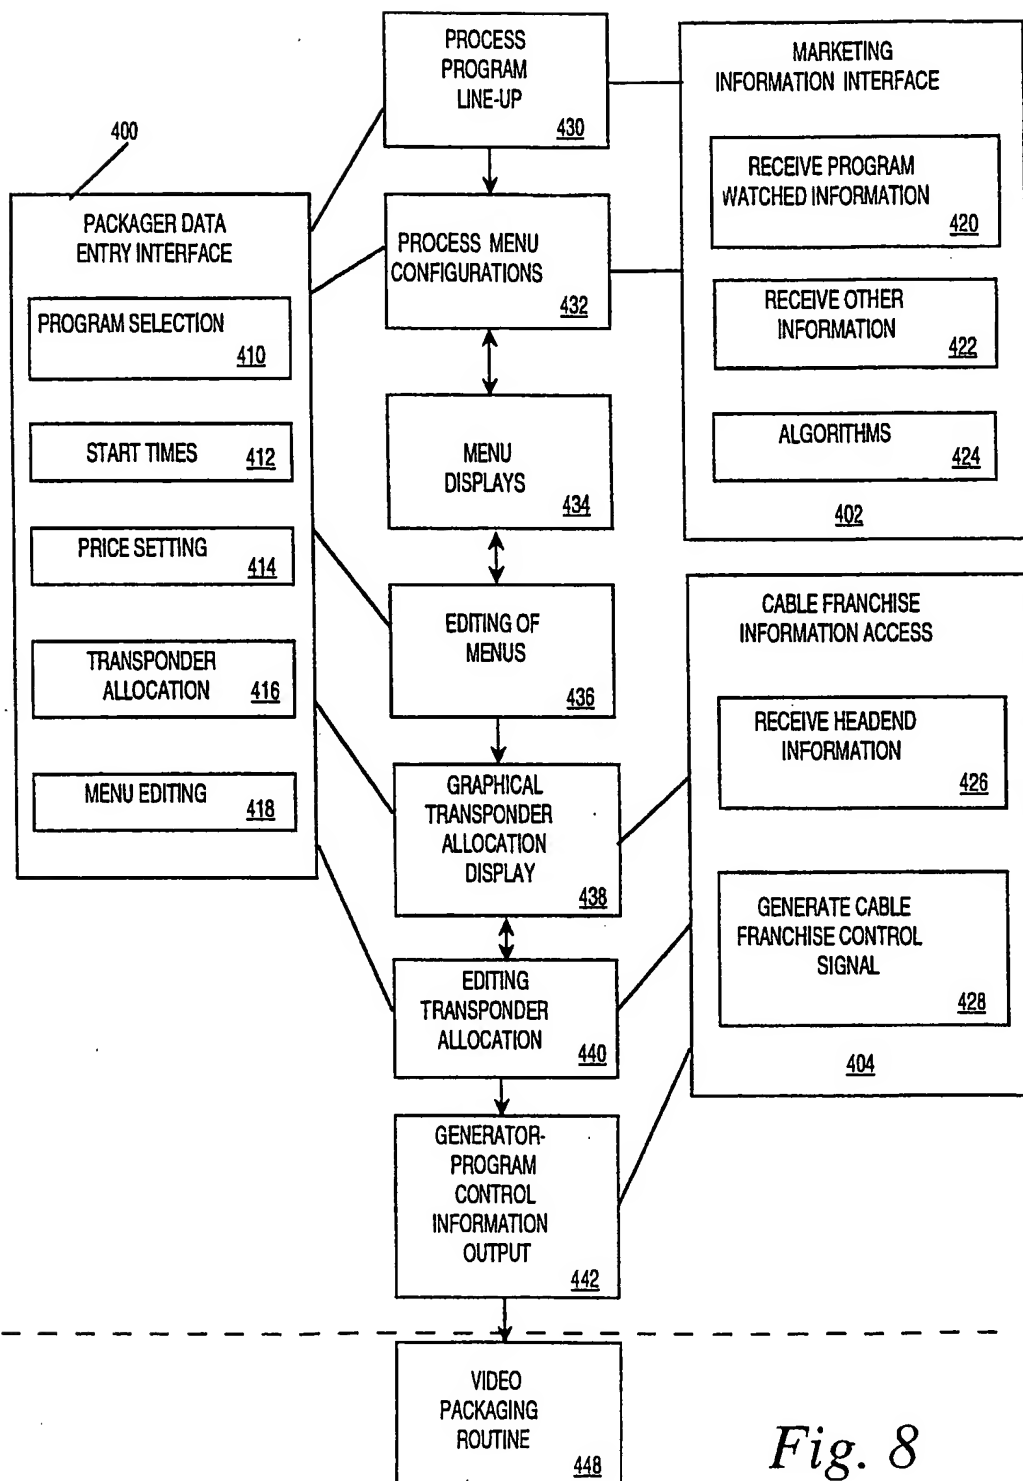 PROCESS
PROGRAM
LINE-UP
430
MARKETING
INFORMATION INTERFACE
RECEIVE PROGRAM
WATCHED INFORMATION
420
RECEIVE OTHER
INFORMATION
422
ALGORITHMS
424
402
400
PACKAGER DATA
ENTRY INTERFACE
PROGRAM SELECTION
410
START TIMES
412
PRICE SETTING
414
TRANSPONDER
ALLOCATION
416
MENU EDITING
418
PROCESS MENU
CONFIGURATIONS
432
MENU
DISPLAYS
434
EDITING OF
MENUS
436
GRAPHICAL
TRANSPONDER
ALLOCATION
DISPLAY
438
EDITING
TRANSPONDER
ALLOCATION
440
GENERATOR-
PROGRAM
CONTROL
INFORMATION
OUTPUT
442
CABLE FRANCHISE
INFORMATION ACCESS
RECEIVE HEADEND
INFORMATION
426
GENERATE CABLE
FRANCHISE CONTROL
SIGNAL
428
404
VIDEO
PACKAGING
ROUTINE
448
Fig. 8